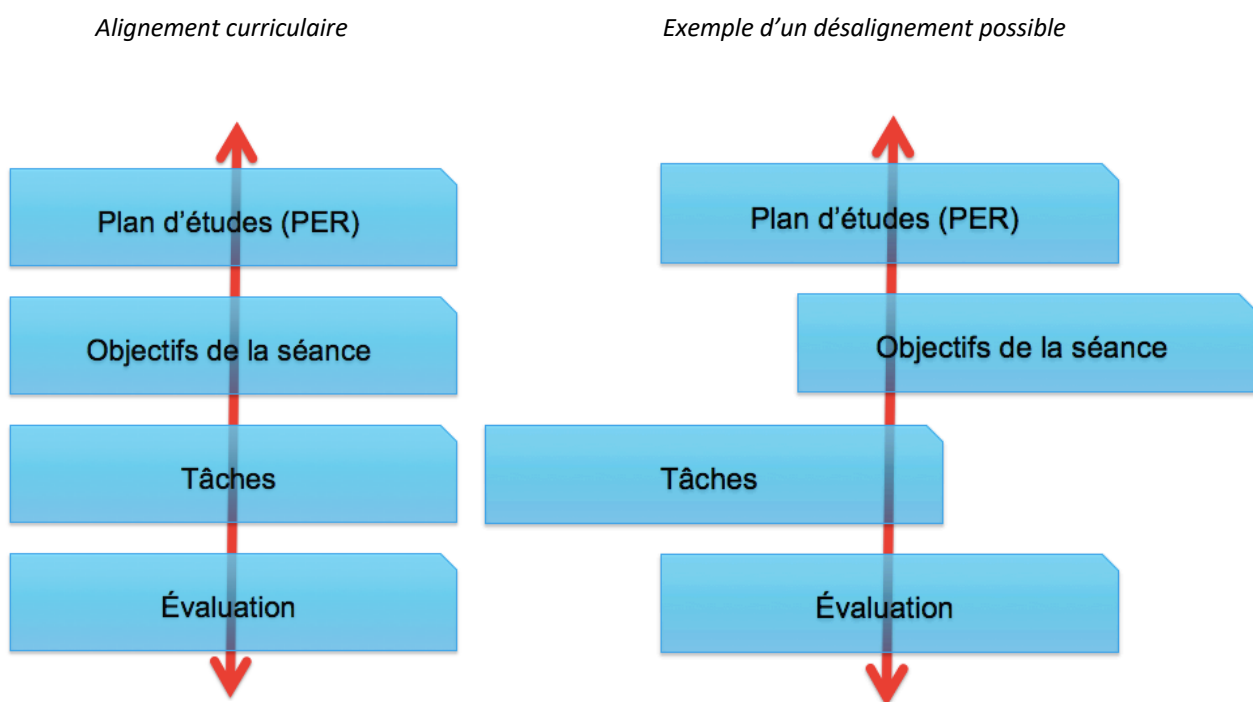 Alignement curriculaire
Exemple d’un désalignement possible
Plan d’études (PER)
Objectifs de la séance
Tâches
Évaluation
Plan d’études (PER)
Objectifs de la séance
Tâches
Évaluation